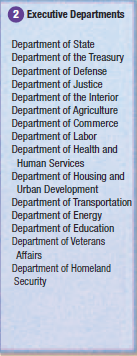 2 Executive Departments
Department of State
Department of the Treasury
Department of Defense
Department of Justice
Department of the Interior
Department of Agriculture
Department of Commerce
Department of Labor
Department of Health and
Human Services
Department of Housing and
Urban Development
Department of Transportation
Department of Energy
Department of Education
Department of Veterans
Affairs
Department of Homeland
Security